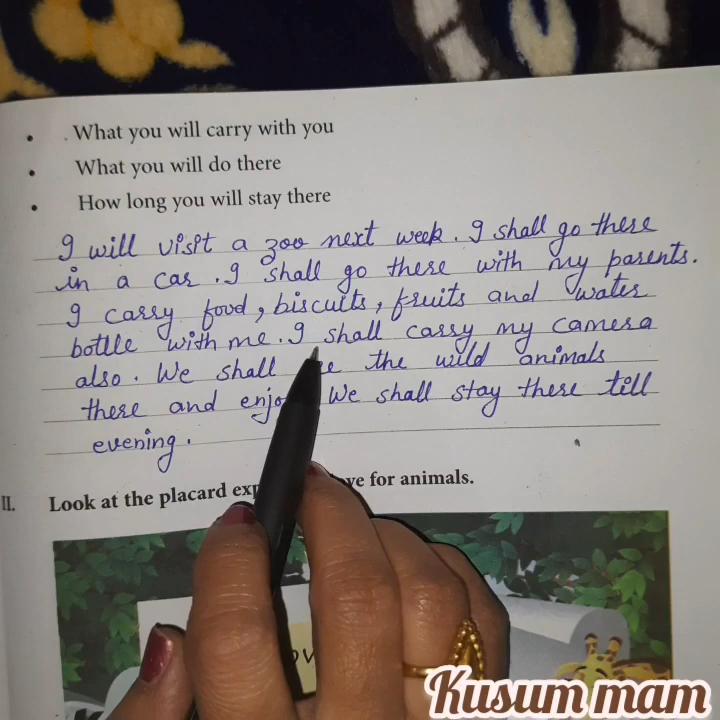 . What you will carry with you
What you will do there
How long you will stay there
I will visit a zoo next week. I shall go there
in a car. I shall go there with my parents.
I carry food, biscuits, fruits and water
bottle with me. I shall carry my camera
also. We shall the wild animals
there and We shall stay there till
evening.
II. Look at the placard for animals.
Kusum mam